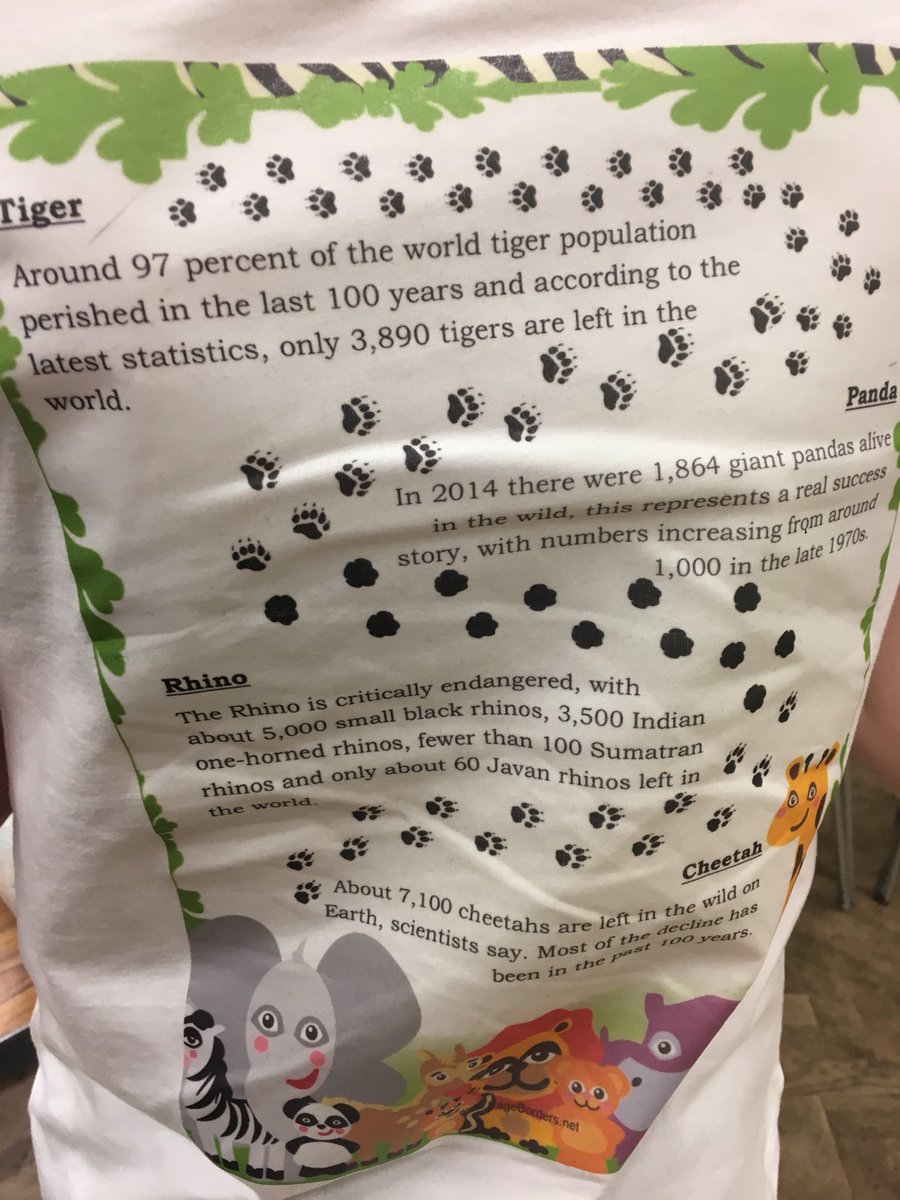 Tiger
Around 97 percent of the world tiger population
perished in the last 100 years and according to the
latest statistics, only 3,890 tigers are left in the
world.
Panda
In 2014 there were 1,864 giant pandas alive
in the wild, this represents a real success
story, with numbers increasing from around
1,000 in the late 1970s.
Rhino
The Rhino is critically endangered, with
about 5,000 small black rhinos, 3,500 Indian
one-horned rhinos, fewer than 100 Sumatran
rhinos and only about 60 Javan rhinos left in
the world.
Cheetah
About 7,100 cheetahs are left in the wild on
Earth, scientists say. Most of the decline has
been in the past 100 years.
ageBorders.net